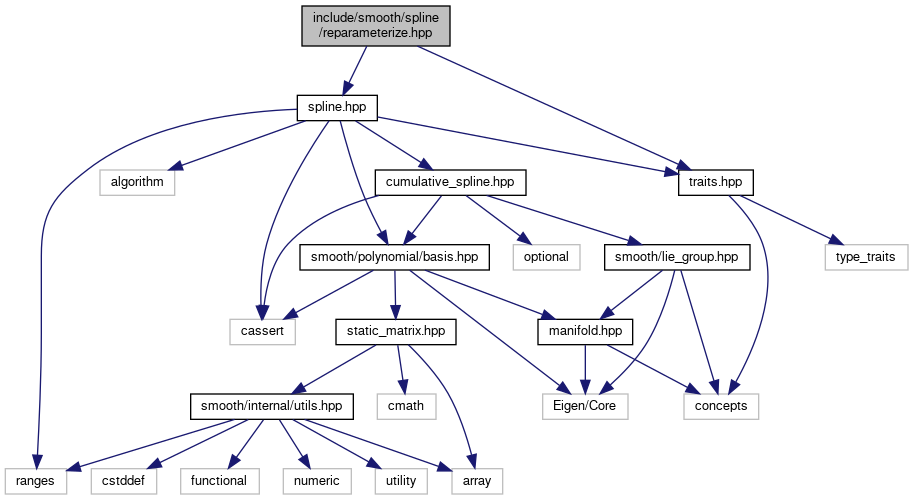 include/smooth/spline
/reparameterize.hpp
spline.hpp
algorithm
cumulative_spline.hpp
traits.hpp
smooth/polynomial/basis.hpp
optional
smooth/lie_group.hpp
type_traits
cassert
static_matrix.hpp
manifold.hpp
smooth/internal/utils.hpp
cmath
Eigen/Core
concepts
ranges
cstddef
functional
numeric
utility
array